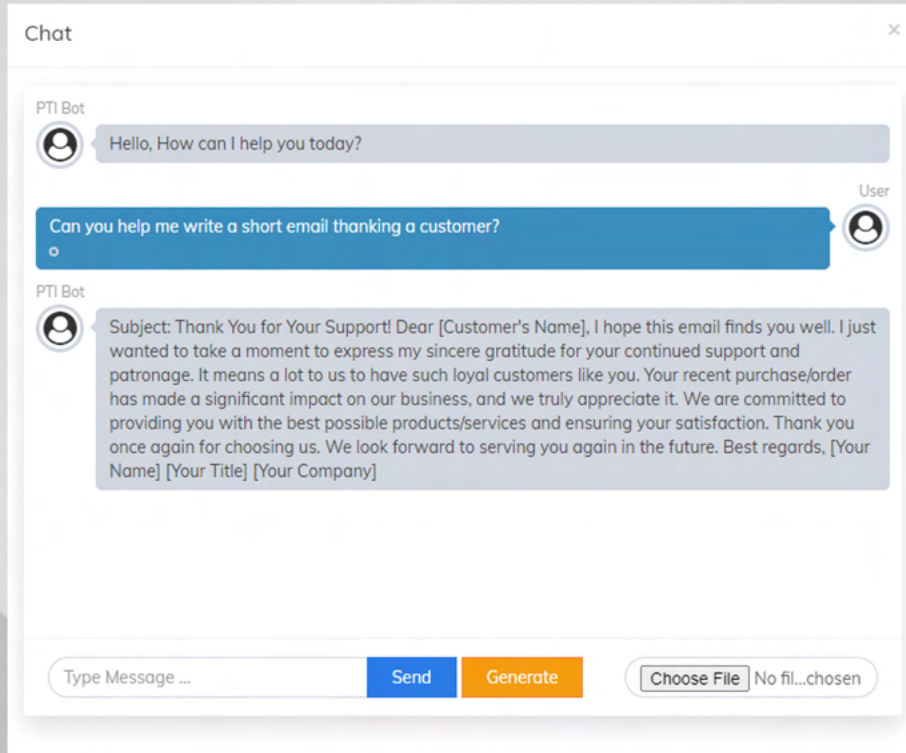 Chat
×
PTI Bot
Hello, How can I help you today?
User
Can you help me write a short email thanking a customer?
PTI Bot
Subject: Thank You for Your Support! Dear [Customer's Name], I hope this email finds you well. I just
wanted to take a moment to express my sincere gratitude for your continued support and
patronage. It means a lot to us to have such loyal customers like you. Your recent purchase/order
has made a significant impact on our business, and we truly appreciate it. We are committed to
providing you with the best possible products/services and ensuring your satisfaction. Thank you
once again for choosing us. We look forward to serving you again in the future. Best regards, [Your
Name] [Your Title] [Your Company]
Type Message ... Send Generate Choose File No fil...chosen